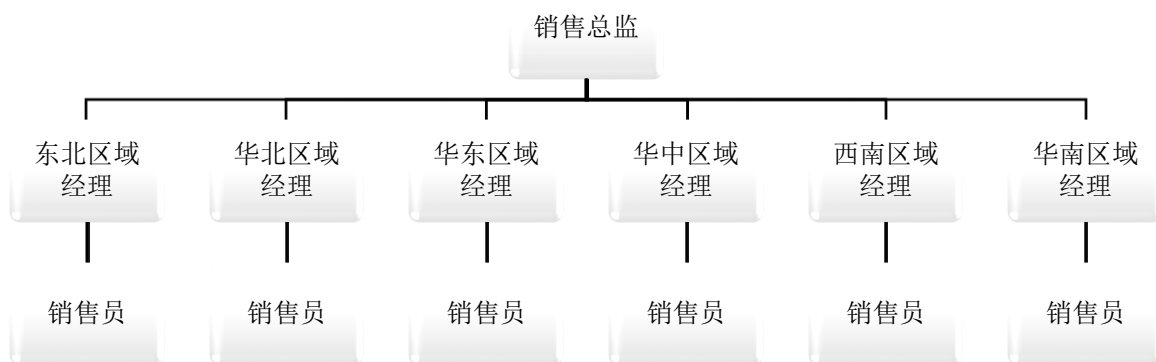 销售总监
东北区域
经理
华北区域
经理
华东区域
经理
华中区域
经理
西南区域
经理
华南区域
经理
销售员
销售员
销售员
销售员
销售员
销售员